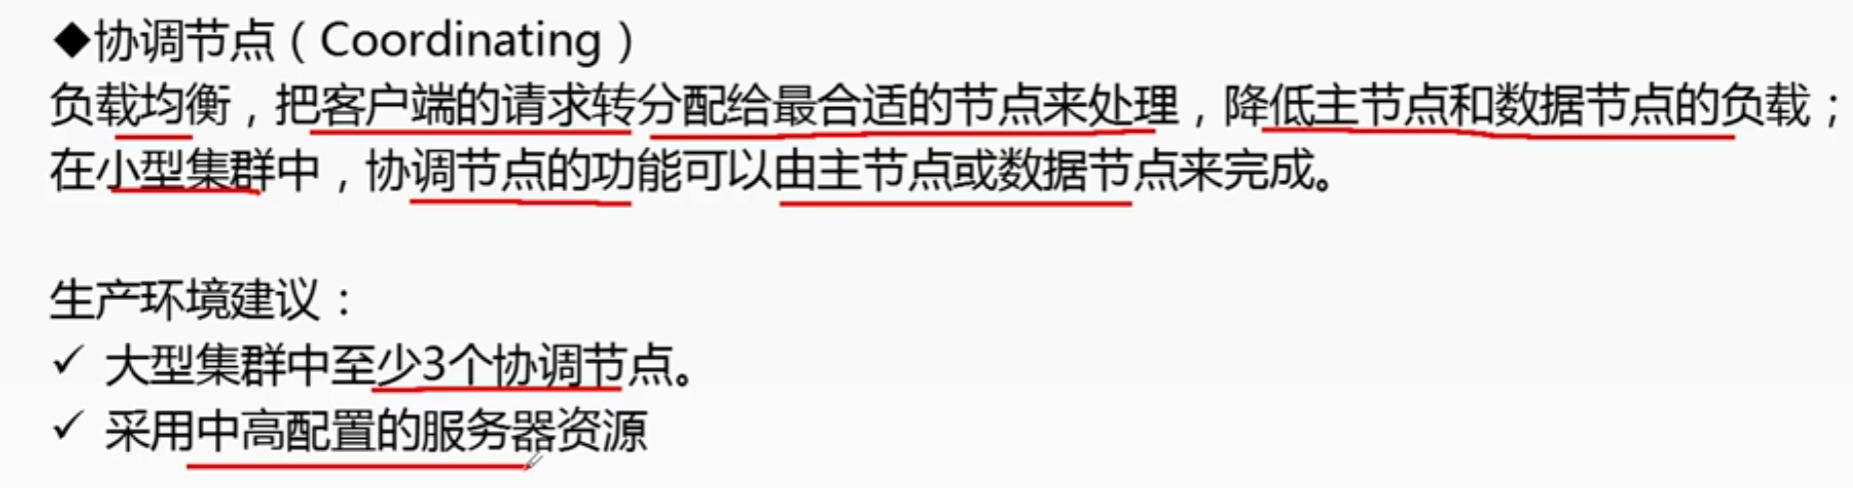 ◆协调节点（Coordinating）
负载均衡，把客户端的请求转分配给最合适的节点来处理，降低主节点和数据节点的负载；
在小型集群中，协调节点的功能可以由主节点或数据节点来完成。
生产环境建议：
✓ 大型集群中至少3个协调节点。
✓ 采用中高配置的服务器资源